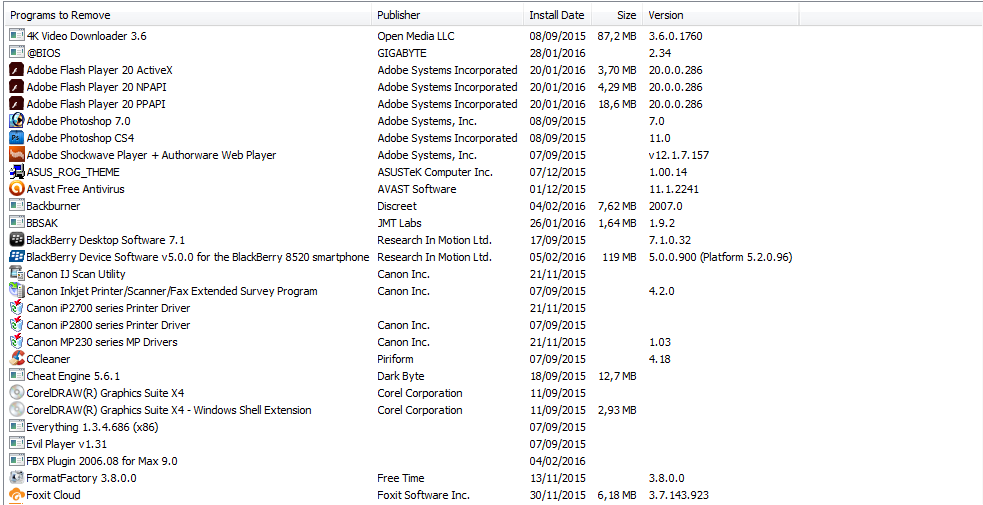 Programs to Remove Publisher Install Date Size Version
4K Video Downloader 3.6 Open Media LLC 08/09/2015 87,2 MB 3.6.0.1760
@BIOS GIGABYTE 28/01/2016 2.34
Adobe Flash Player 20 ActiveX Adobe Systems Incorporated 20/01/2016 3,70 MB 20.0.0.286
Adobe Flash Player 20 NPAPI Adobe Systems Incorporated 20/01/2016 4,29 MB 20.0.0.286
Adobe Flash Player 20 PPAPI Adobe Systems Incorporated 20/01/2016 18,6 MB 20.0.0.286
Adobe Photoshop 7.0 Adobe Systems, Inc. 08/09/2015 7.0
Adobe Photoshop CS4 Adobe Systems Incorporated 08/09/2015 11.0
Adobe Shockwave Player + Authorware Web Player Adobe Systems, Inc. 07/09/2015 v12.1.7.157
ASUS_ROG_THEME ASUSTeK Computer Inc. 07/12/2015 1.00.14
Avast Free Antivirus AVAST Software 01/12/2015 11.1.2241
Backburner Discreet 04/02/2016 7,62 MB 2007.0
BBSAK JMT Labs 26/01/2016 1,64 MB 1.9.2
BlackBerry Desktop Software 7.1 Research In Motion Ltd. 17/09/2015 7.1.0.32
BlackBerry Device Software v5.0.0 for the BlackBerry 8520 smartphone Research In Motion Ltd. 05/02/2016 119 MB 5.0.0.900 (Platform 5.2.0.96)
Canon IJ Scan Utility Canon Inc. 21/11/2015
Canon Inkjet Printer/Scanner/Fax Extended Survey Program Canon Inc. 07/09/2015 4.2.0
Canon iP2700 series Printer Driver 21/11/2015
Canon iP2800 series Printer Driver Canon Inc. 07/09/2015
Canon MP230 series MP Drivers Canon Inc. 21/11/2015 1.03
CCleaner Piriform 07/09/2015 4.18
Cheat Engine 5.6.1 Dark Byte 18/09/2015 12,7 MB
CorelDRAW(R) Graphics Suite X4 Corel Corporation 11/09/2015
CorelDRAW(R) Graphics Suite X4 - Windows Shell Extension Corel Corporation 11/09/2015 2,93 MB
Everything 1.3.4.686 (x86) 07/09/2015
Evil Player v1.31 07/09/2015
FBX Plugin 2006.08 for Max 9.0 04/02/2016
FormatFactory 3.8.0.0 Free Time 13/11/2015 3.8.0.0
Foxit Cloud Foxit Software Inc. 30/11/2015 6,18 MB 3.7.143.923